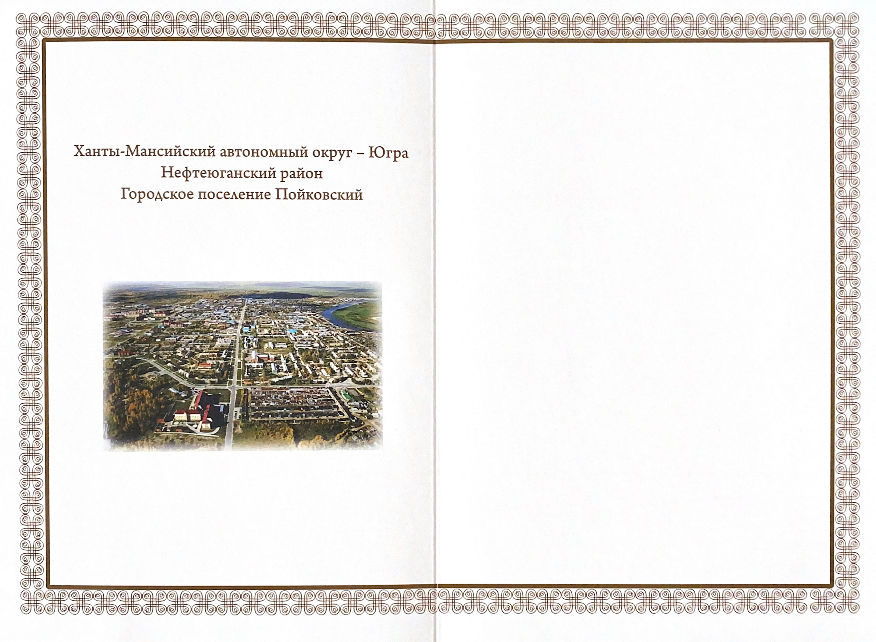 Ханты-Мансийский автономный округ – Югра
Нефтеюганский район
Городское поселение Пойковский